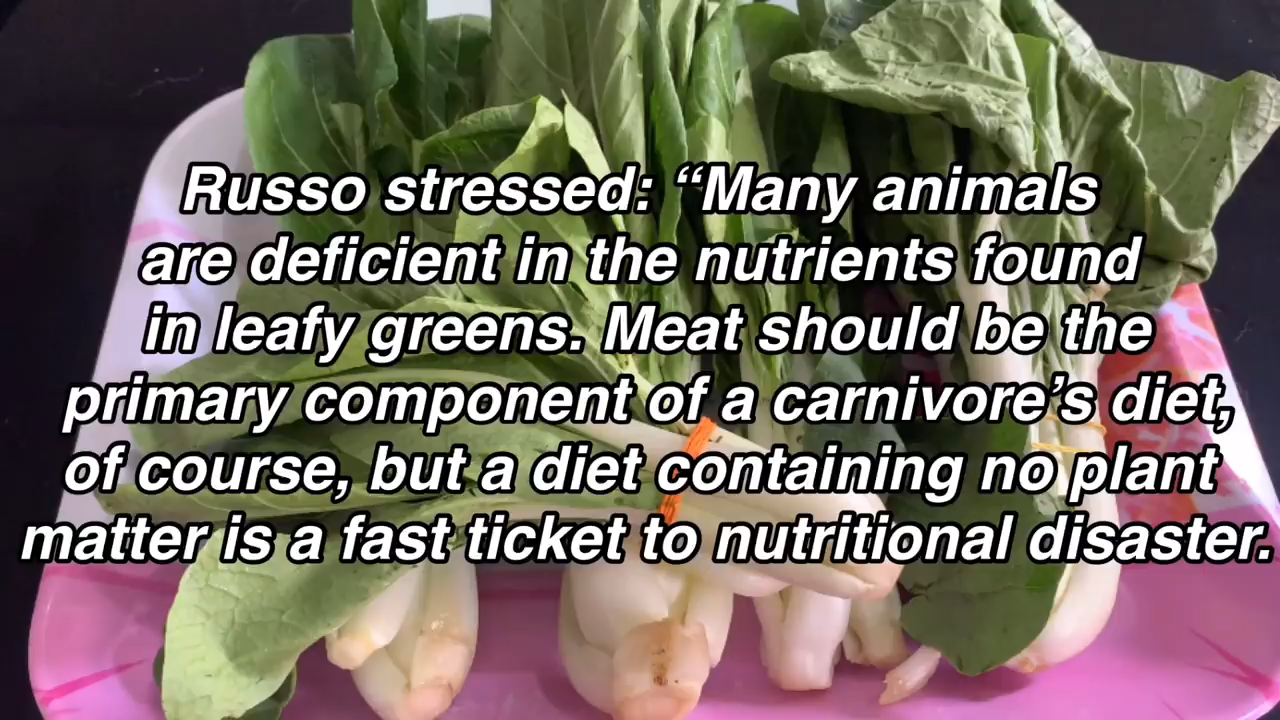 Russo stressed: “Many animals
are deficient in the nutrients found
in leafy greens. Meat should be the
primary component of a carnivore’s diet,
of course, but a diet containing no plant
matter is a fast ticket to nutritional disaster.